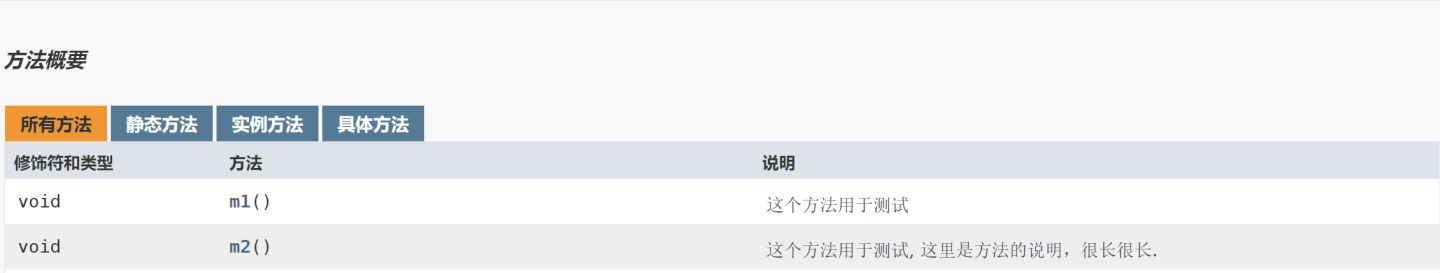 方法概要
所有方法 静态方法 实例方法 具体方法
修饰符和类型 方法 说明
void m1() 这个方法用于测试
void m2() 这个方法用于测试, 这里是方法的说明，很长很长.